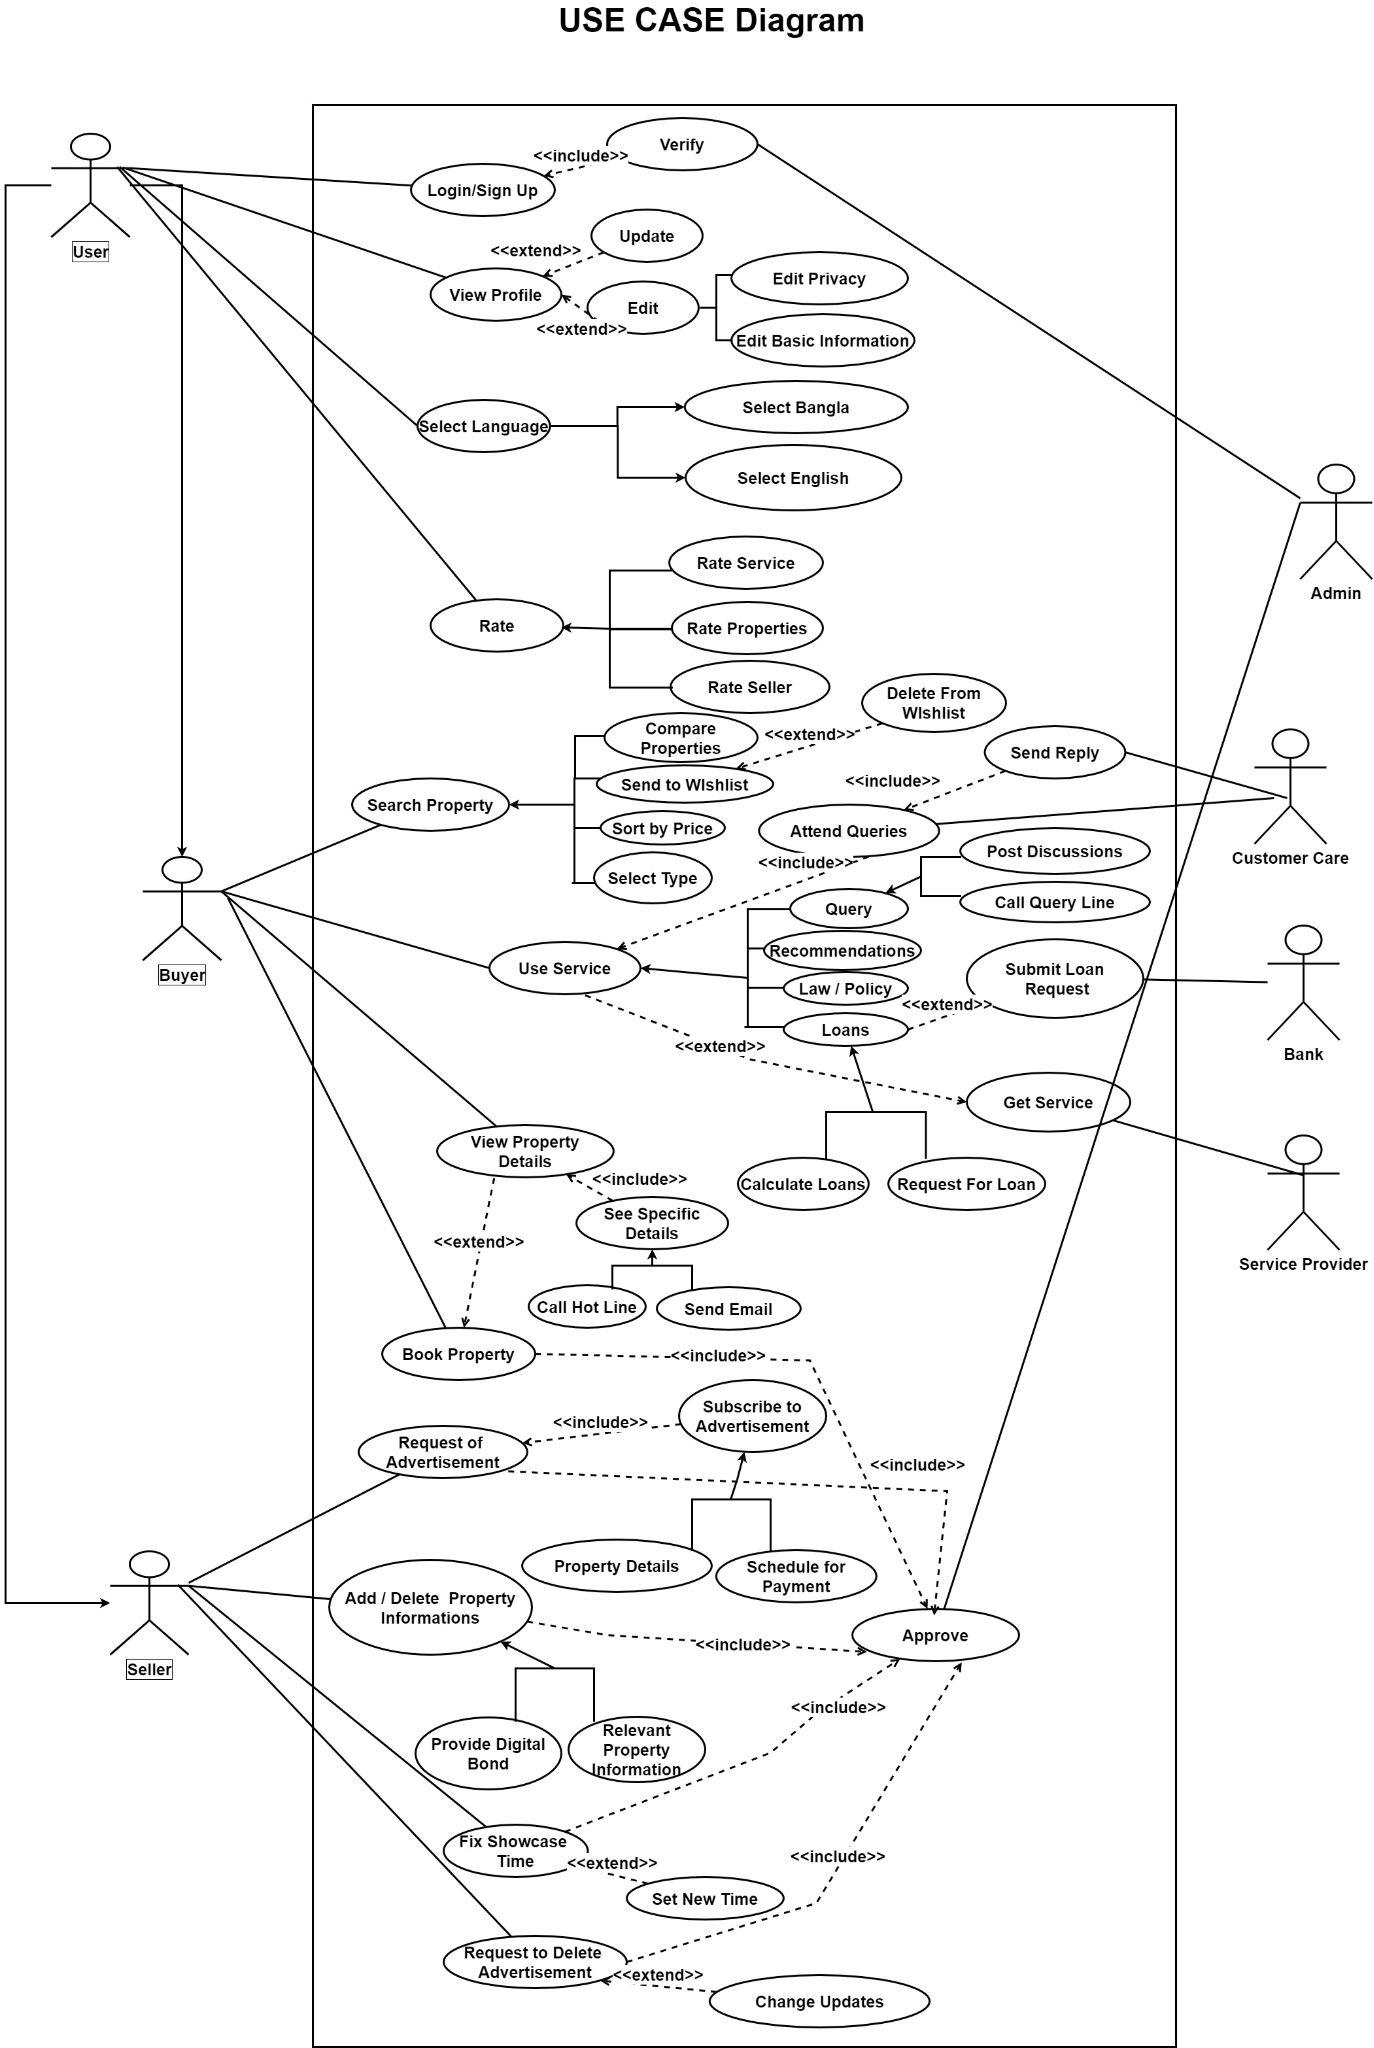 USE CASE Diagram
Verify
<<include>>
Login/Sign Up
User
Update
<<extend>>
View Profile
Edit
<<extend>>
Edit Privacy
Edit Basic Information
Select Language
Select Bangla
Select English
Admin
Rate Service
Rate
Rate Properties
Rate Seller
Delete From
WIshlist
Compare
Properties
<<extend>>
Send Reply
Search Property
Send to WIshlist
<<include>>
Sort by Price
Attend Queries
Customer Care
<<include>>
Post Discussions
Select Type
Query
Call Query Line
Buyer
Use Service
Recommendations
Submit Loan
Request
Law / Policy
<<extend>>
Loans
<<extend>>
Bank
Get Service
View Property
Details
<<include>>
Calculate Loans
Request For Loan
See Specific
Details
<<extend>>
Service Provider
Call Hot Line
Send Email
Book Property
<<include>>
Subscribe to
Advertisement
<<include>>
Request of
Advertisement
<<include>>
Property Details
Schedule for
Payment
Add / Delete  Property
Informations
Approve
<<include>>
Seller
<<include>>
Provide Digital
Bond
Relevant
Property
Information
Fix Showcase
Time
<<extend>>
<<include>>
Set New Time
Request to Delete
Advertisement
<<extend>>
Change Updates